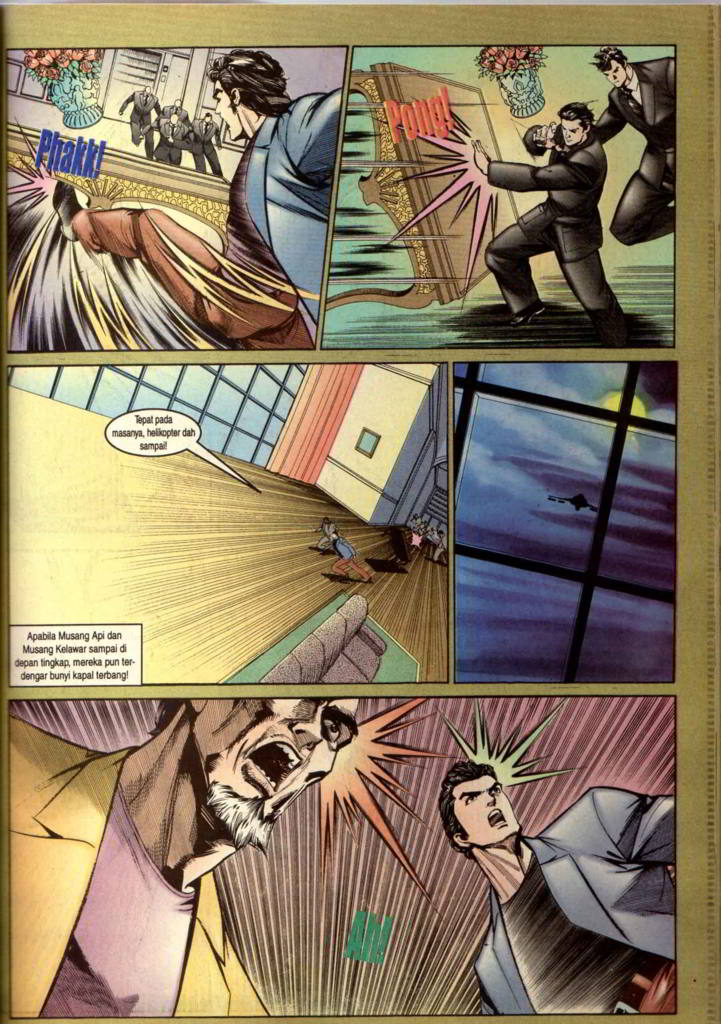 Phakk!
Pong!
Tepat pada
masanya, helikopter dah
sampai!
Apabila Musang Api dan
Musang Kelawar sampai di
depan tingkap, mereka pun ter-
dengar bunyi kapal terbang!
Ah!